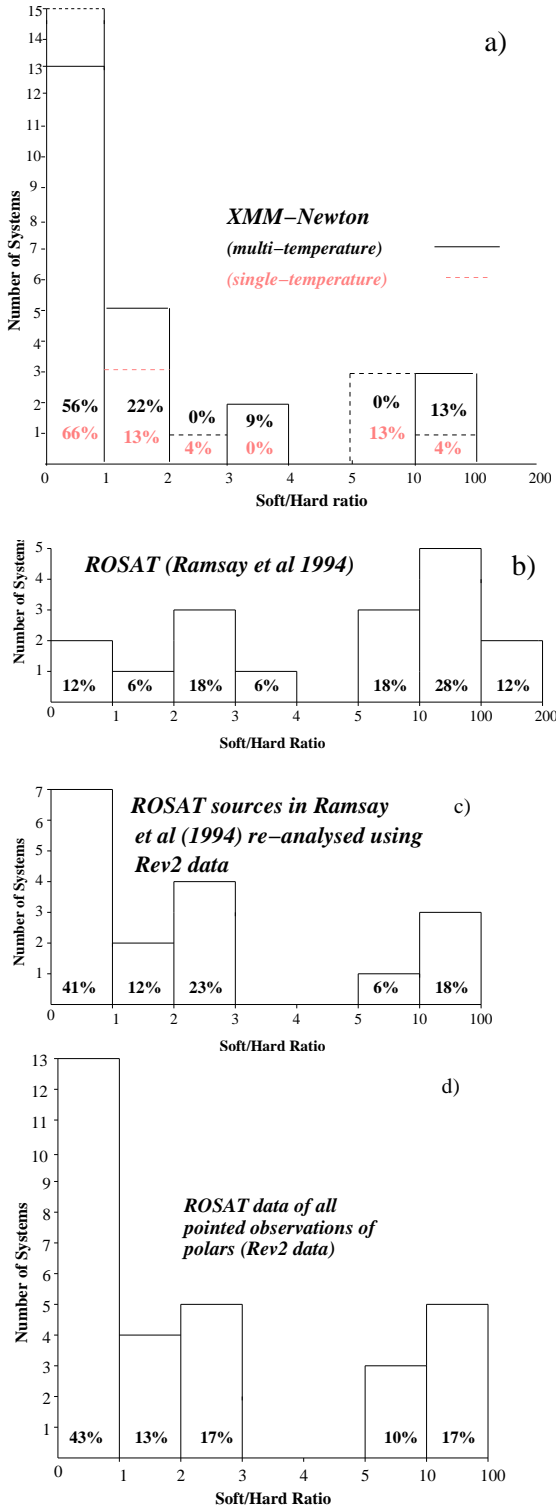 a)
15
14
13
12
11
10
9
8
7
6
5
4
3
2
1
Number of Systems
XMM−Newton
(multi−temperature)
(single−temperature)
56% 22% 0% 9% 0% 13%
66% 13% 4% 0% 13% 4%
0 1 2 3 4 5 10 100 200
Soft/Hard ratio
b)
ROSAT (Ramsay et al 1994)
5
4
3
2
1
Number of Systems
12% 6% 18% 6% 18% 28% 12%
0 1 2 3 4 5 10 100 200
Soft/Hard Ratio
c)
ROSAT sources in Ramsay
et al (1994) re−analysed using
Rev2 data
7
6
5
4
3
2
1
Number of Systems
41% 12% 23% 6% 18%
0 1 2 3 4 5 10 100
Soft/Hard Ratio
d)
ROSAT data of all
pointed observations of
polars (Rev2 data)
13
12
11
10
9
8
7
6
5
4
3
2
1
Number of Systems
43% 13% 17% 10% 17%
0 1 2 3 4 5 10 100
Soft/Hard Ratio